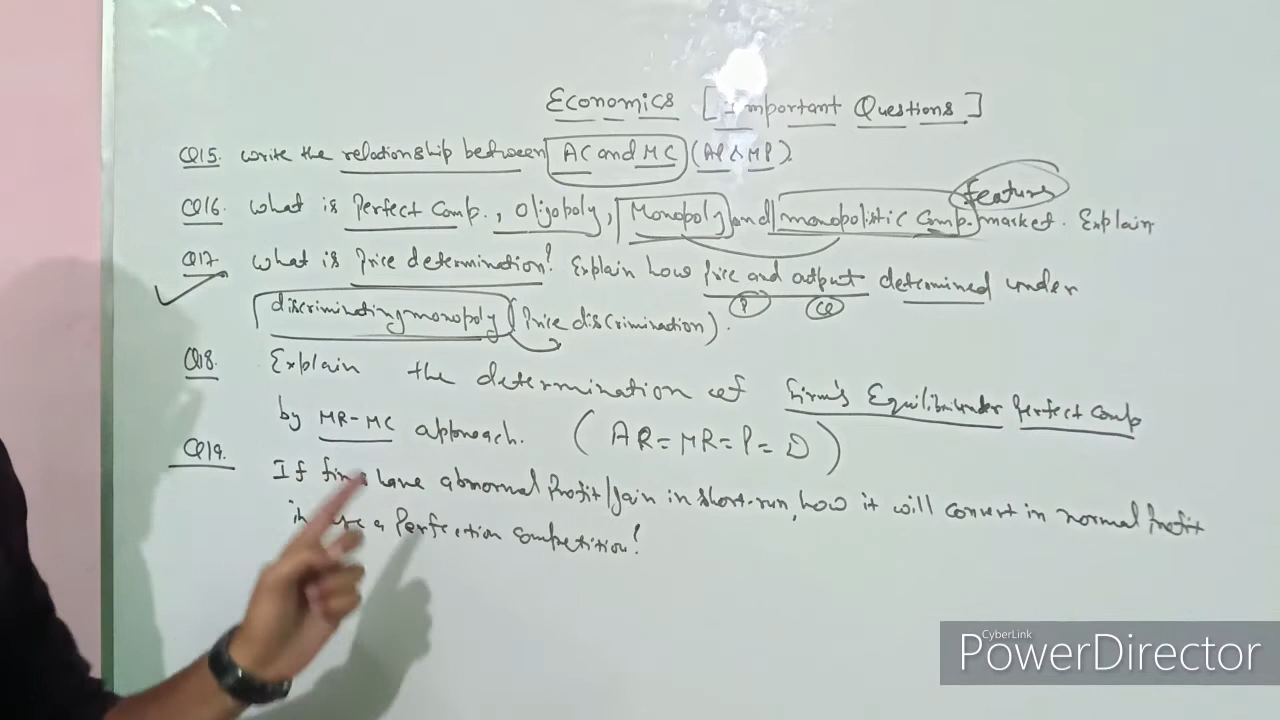 Economics [Important Questions]
Q15. Write the relationship between AC and MC (AP & MP).
Q16. What is Perfect Comp., Oligopoly, Monopoly and monopolistic Comp. market. Explain
feature
Q17. What is Price determination? Explain how Price and output determined under
P Q
discriminating monopoly (Price discrimination).
Q18. Explain the determination of firm's Equilibrium under Perfect Comp
by MR-MC approach. (AR=MR=P=D)
Q19. If firms have abnormal Profit/gain in short-run, how it will convert in normal Profit
a Perfection competition?
CyberLink
PowerDirector